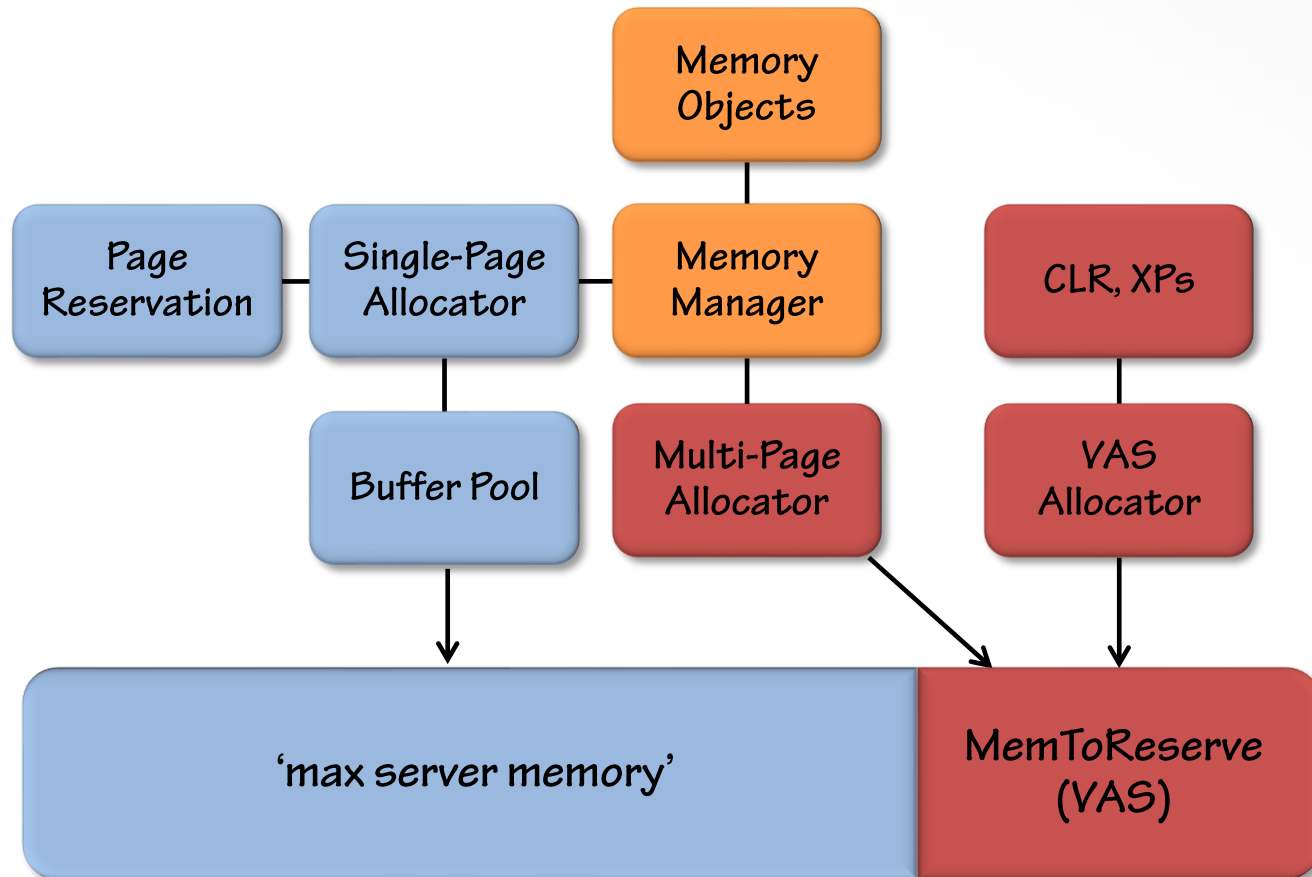 Memory
Objects
Page
Reservation
Single-Page
Allocator
Memory
Manager
CLR, XPs
Buffer Pool
Multi-Page
Allocator
VAS
Allocator
‘max server memory’
MemToReserve
(VAS)